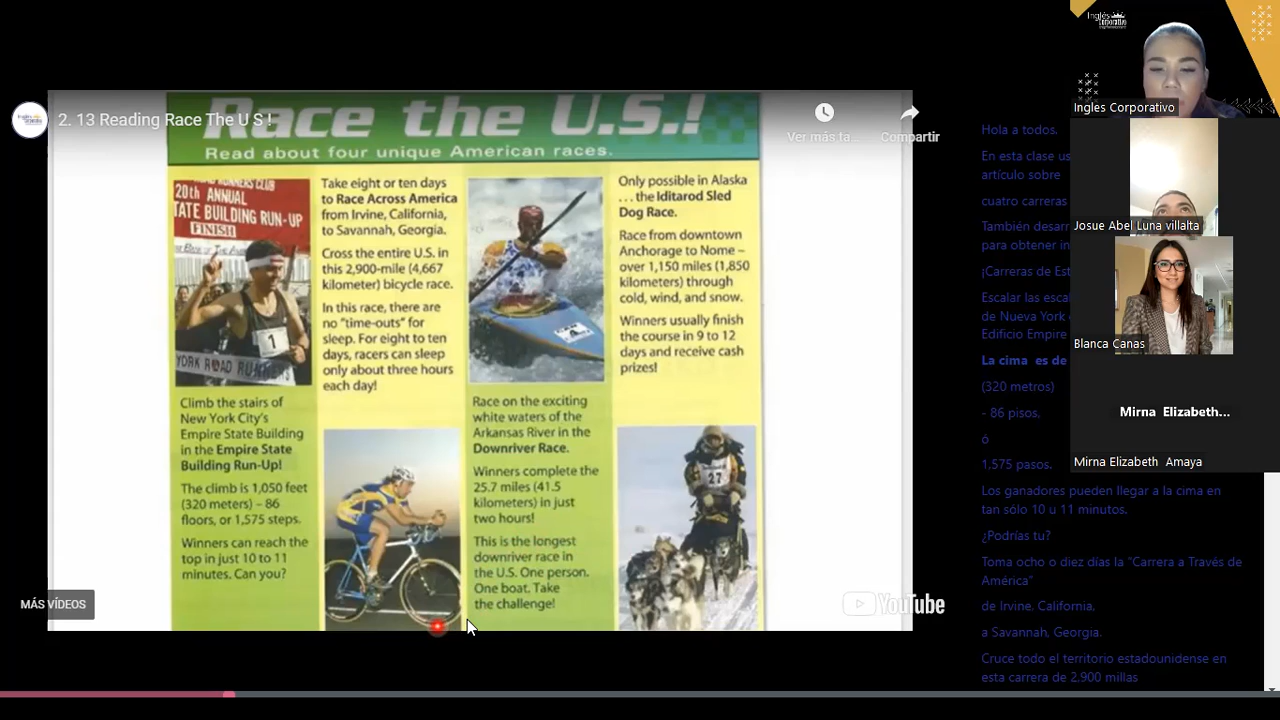 2. 13 Reading Race The U S !
Ver más ta...
Compartir
Race the U.S.!
Read about four unique American races.
20th ANNUAL
TATE BUILDING RUN-UP
FINISH
1
YORK ROAD RUNNERS
Climb the stairs of
New York City's
Empire State Building
in the Empire State
Building Run-Up!
The climb is 1,050 feet
(320 meters) – 86
floors, or 1,575 steps.
Winners can reach the
top in just 10 to 11
minutes. Can you?
Take eight or ten days
to Race Across America
from Irvine, California,
to Savannah, Georgia.
Cross the entire U.S. in
this 2,900-mile (4,667
kilometer) bicycle race.
In this race, there are
no "time-outs" for
sleep. For eight to ten
days, racers can sleep
only about three hours
each day!
Race on the exciting
white waters of the
Arkansas River in the
Downriver Race.
Winners complete the
25.7 miles (41.5
kilometers) in just
two hours!
This is the longest
downriver race in
the U.S. One person.
One boat. Take
the challenge!
Only possible in Alaska
. . . the Iditarod Sled
Dog Race.
Race from downtown
Anchorage to Nome –
over 1,150 miles (1,850
kilometers) through
cold, wind, and snow.
Winners usually finish
the course in 9 to 12
days and receive cash
prizes!
27
MÁS VÍDEOS
YouTube
Inglés
Corporativo
Ingles Corporativo
Josue Abel Luna villalta
Blanca Canas
Mirna Elizabeth...
Mirna Elizabeth Amaya
Hola a todos.
En esta clase us
artículo sobre
cuatro carreras
También desarr
para obtener in
¡Carreras de Est
Escalar las escal
de Nueva York
Edificio Empire
La cima es de
(320 metros)
- 86 pisos,
ó
1,575 pasos.
Los ganadores pueden llegar a la cima en
tan sólo 10 u 11 minutos.
¿Podrías tu?
Toma ocho o diez días la "Carrera a Través de
América"
de Irvine, California,
a Savannah, Georgia.
Cruce todo el territorio estadounidense en
esta carrera de 2,900 millas